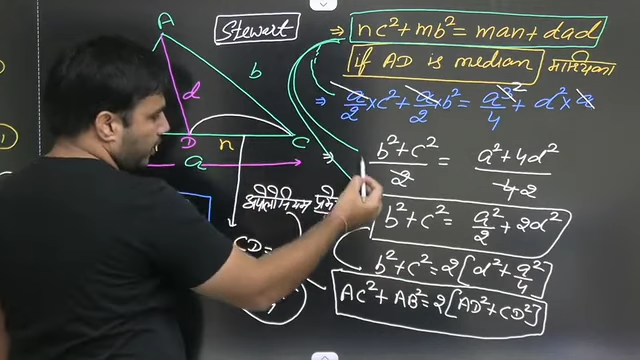 A
b
d
D
n
C
a
Stewart
⇒ nc²+mb² = man + dad
if AD is median माध्यिका
⇒ a/2 × c² + a/2 × b² = a²/4 × a + d² × a
⇒ (b²+c²)/2 = (a²+4d²)/4 2
b²+c² = a²/2 + 2d²
b²+c² = 2[d² + a²/4]
AC²+AB² = 2[AD²+CD²]
CD=